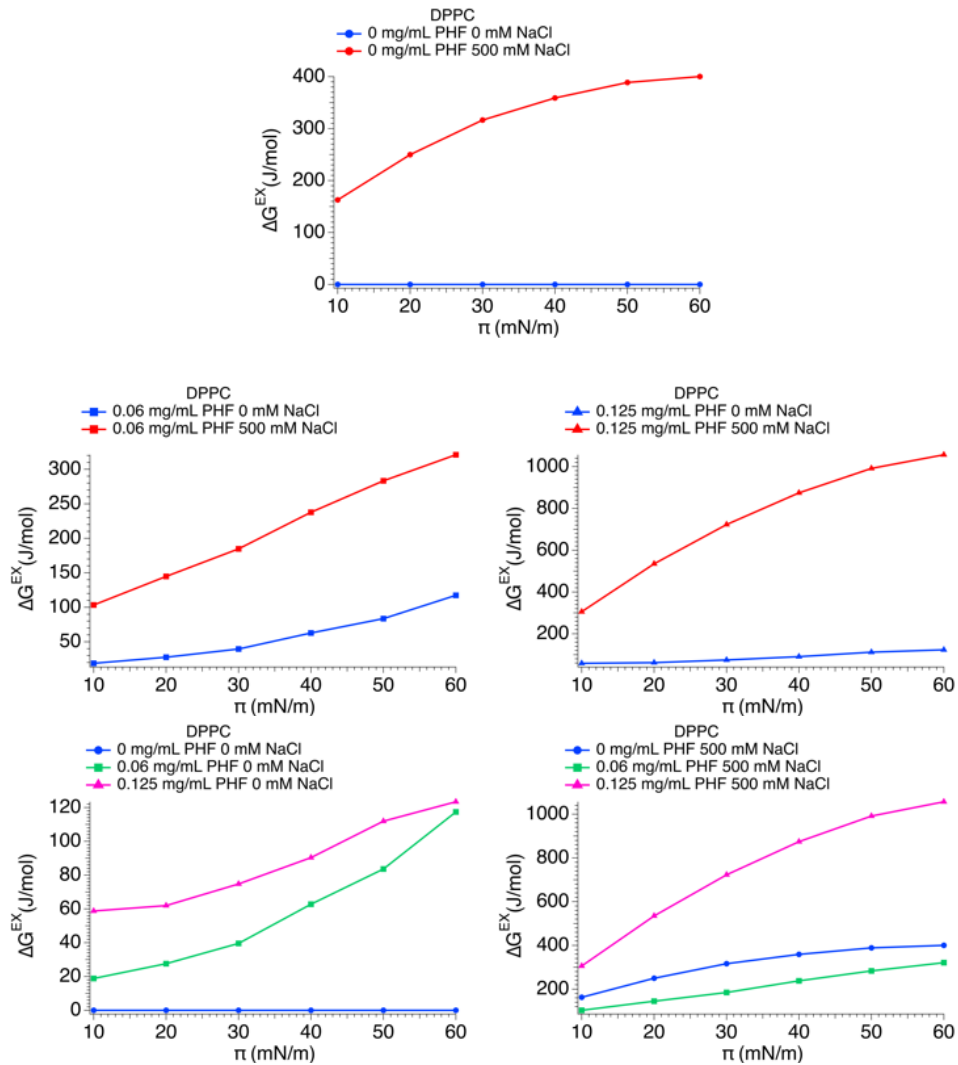 DPPC
0 mg/mL PHF 0 mM NaCl
0 mg/mL PHF 500 mM NaCl
400
300
200
100
0
ΔG^EX (J/mol)
10 20 30 40 50 60
π (mN/m)
DPPC
0.06 mg/mL PHF 0 mM NaCl
0.06 mg/mL PHF 500 mM NaCl
300
250
200
150
100
50
ΔG^EX (J/mol)
10 20 30 40 50 60
π (mN/m)
DPPC
0.125 mg/mL PHF 0 mM NaCl
0.125 mg/mL PHF 500 mM NaCl
1000
800
600
400
200
ΔG^EX (J/mol)
10 20 30 40 50 60
π (mN/m)
DPPC
0 mg/mL PHF 0 mM NaCl
0.06 mg/mL PHF 0 mM NaCl
0.125 mg/mL PHF 0 mM NaCl
120
100
80
60
40
20
0
ΔG^EX (J/mol)
10 20 30 40 50 60
π (mN/m)
DPPC
0 mg/mL PHF 500 mM NaCl
0.06 mg/mL PHF 500 mM NaCl
0.125 mg/mL PHF 500 mM NaCl
1000
800
600
400
200
ΔG^EX (J/mol)
10 20 30 40 50 60
π (mN/m)